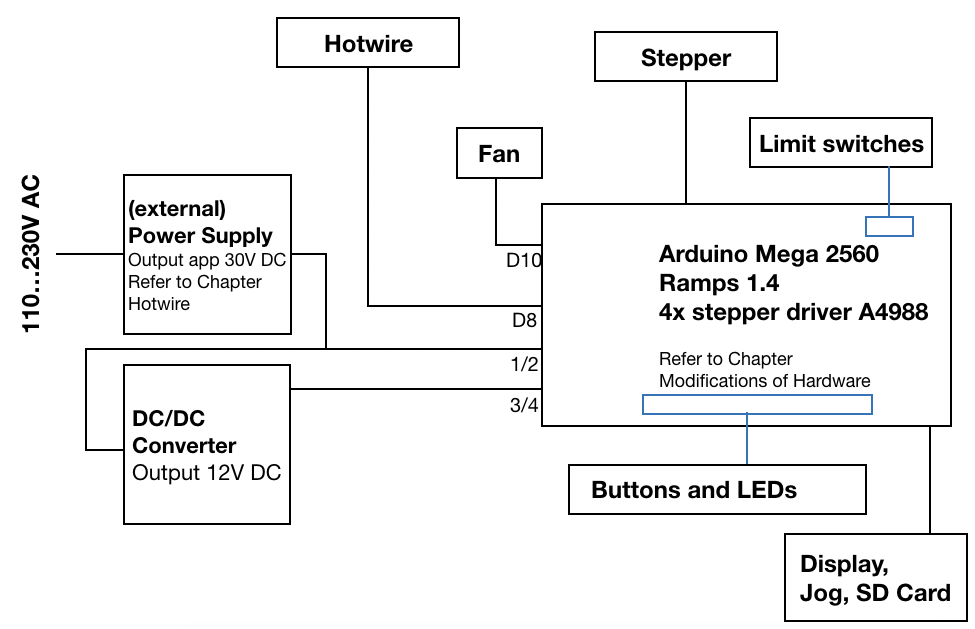 Hotwire
Stepper
Fan
Limit switches
110...230V AC
(external)
Power Supply
Output app 30V DC
Refer to Chapter
Hotwire
D10
D8
1/2
3/4
Arduino Mega 2560
Ramps 1.4
4x stepper driver A4988
Refer to Chapter
Modifications of Hardware
DC/DC
Converter
Output 12V DC
Buttons and LEDs
Display,
Jog, SD Card